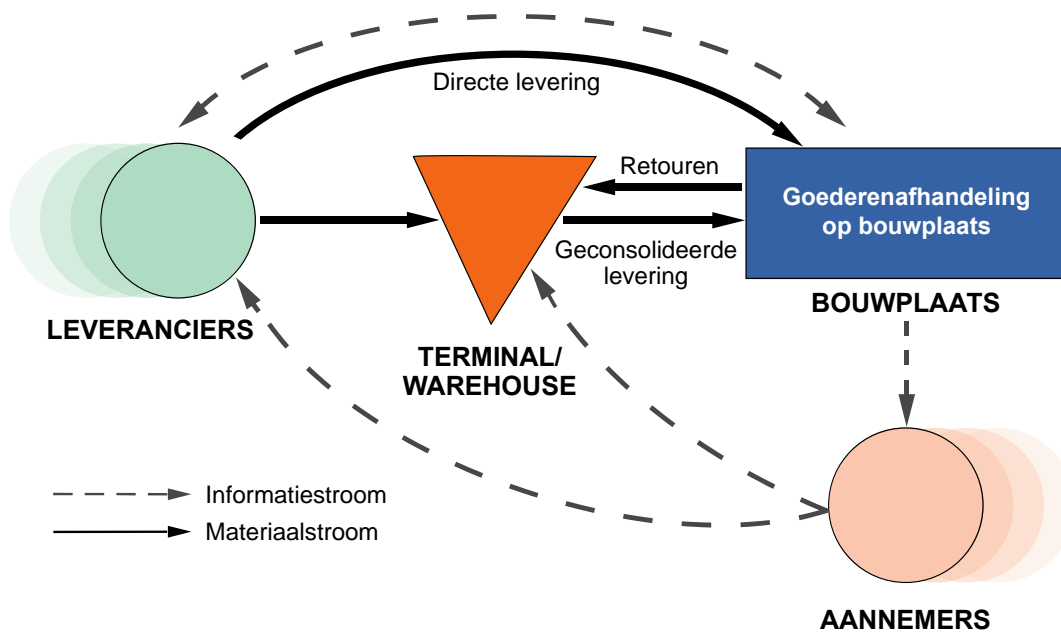 Directe levering
Retouren
Goederenafhandeling
op bouwplaats
Geconsolideerde
levering
LEVERANCIERS
BOUWPLAATS
TERMINAL/
WAREHOUSE
Informatiestroom
Materiaalstroom
AANNEMERS